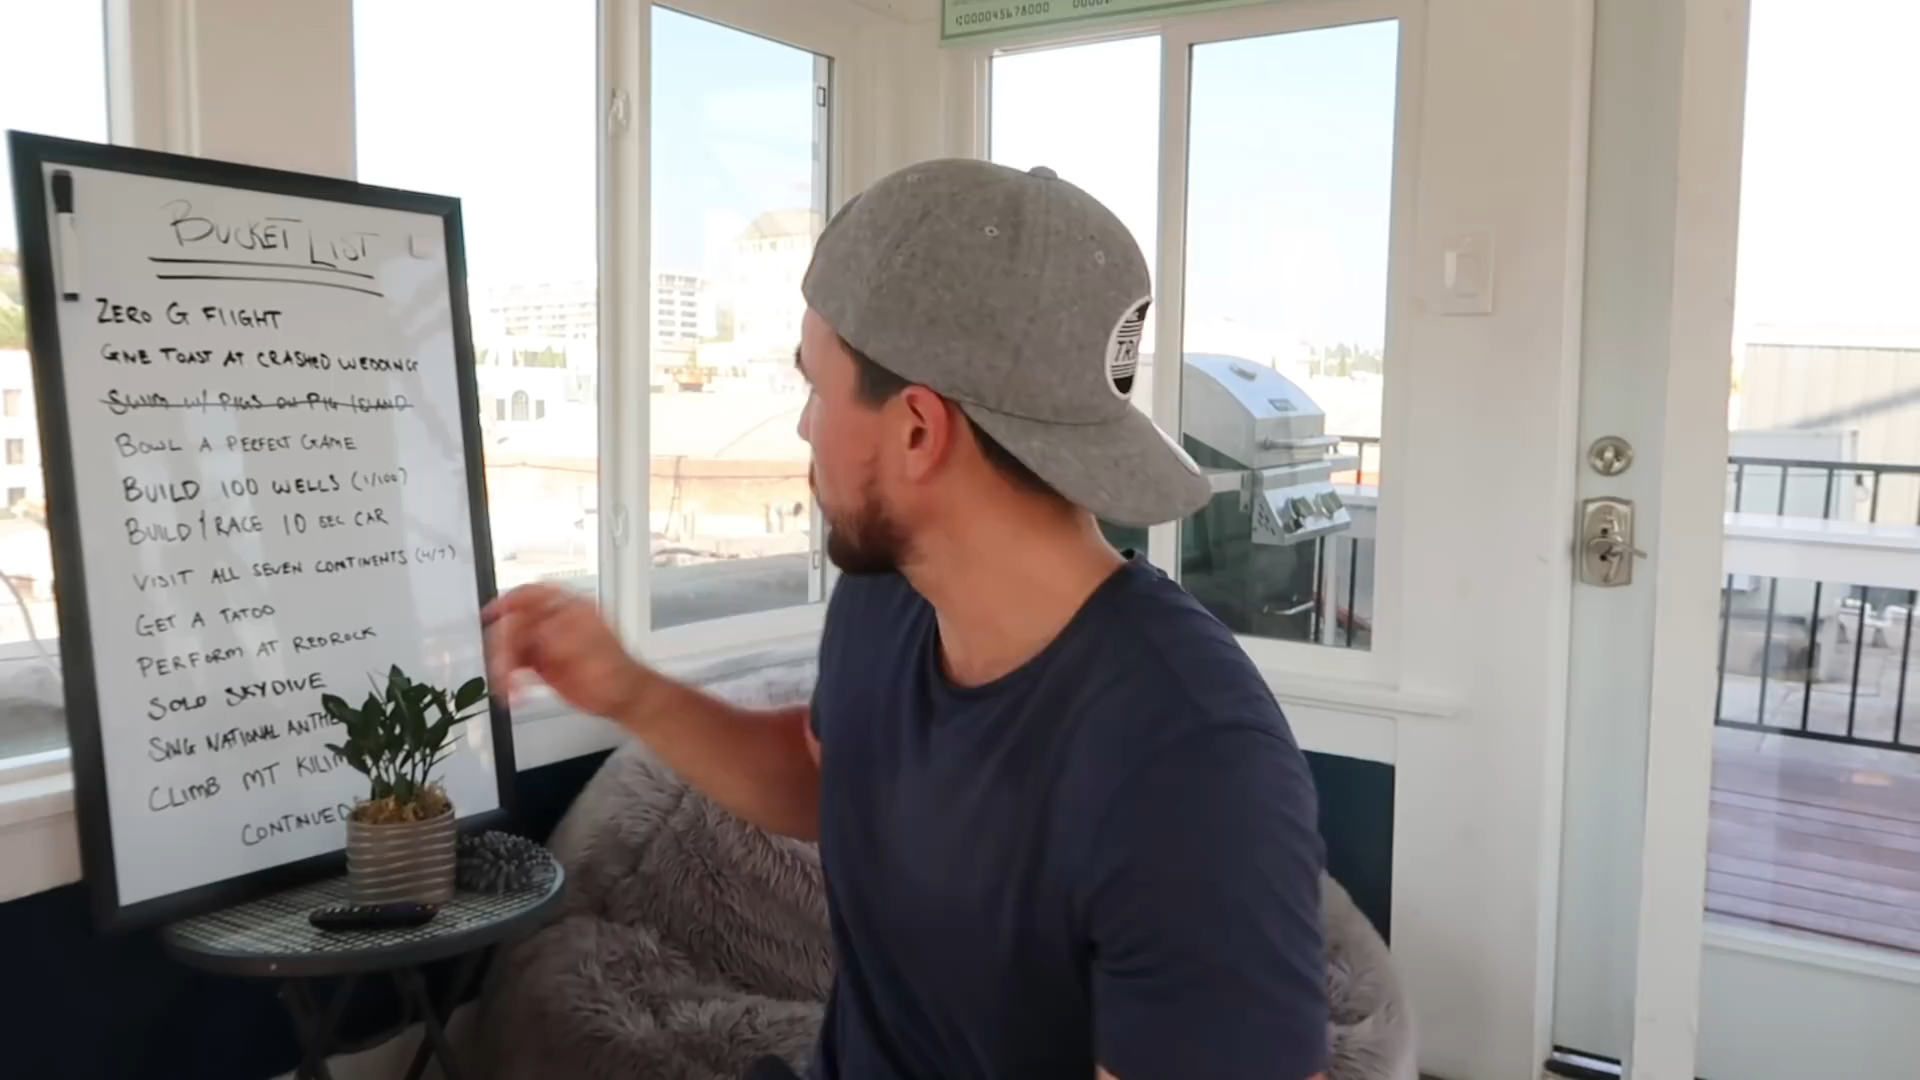 ⑆000045678000
BUCKET LIST
ZERO G FlIGHT
GIVE TOAST AT CRASHED WEDDING
SWIM w/ PIGS ON PIG ISLAND
BOWL A PERFECT GAME
BUILD 100 WELLS (1/100)
BUILD/RACE 10 SEC CAR
VISIT ALL SEVEN CONTINENTS (4/7)
GET A TATOO
PERFORM AT REDROCK
SOLO SKYDIVE
SING NATIONAL ANTHE
CLIMB MT KILIM
CONTINUED
TR